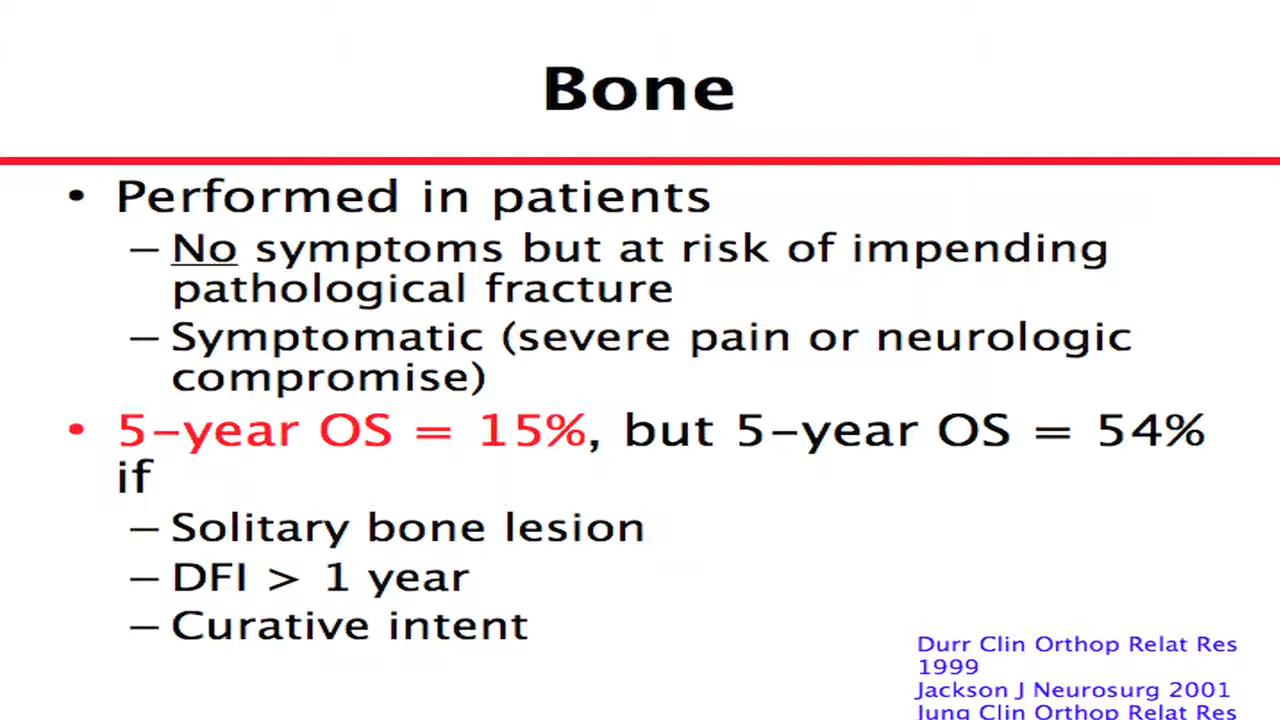 Bone
• Performed in patients
– No symptoms but at risk of impending
pathological fracture
– Symptomatic (severe pain or neurologic
compromise)
• 5-year OS = 15%, but 5-year OS = 54%
if
– Solitary bone lesion
– DFI > 1 year
– Curative intent
Durr Clin Orthop Relat Res
1999
Jackson J Neurosurg 2001
Jung Clin Orthop Relat Res